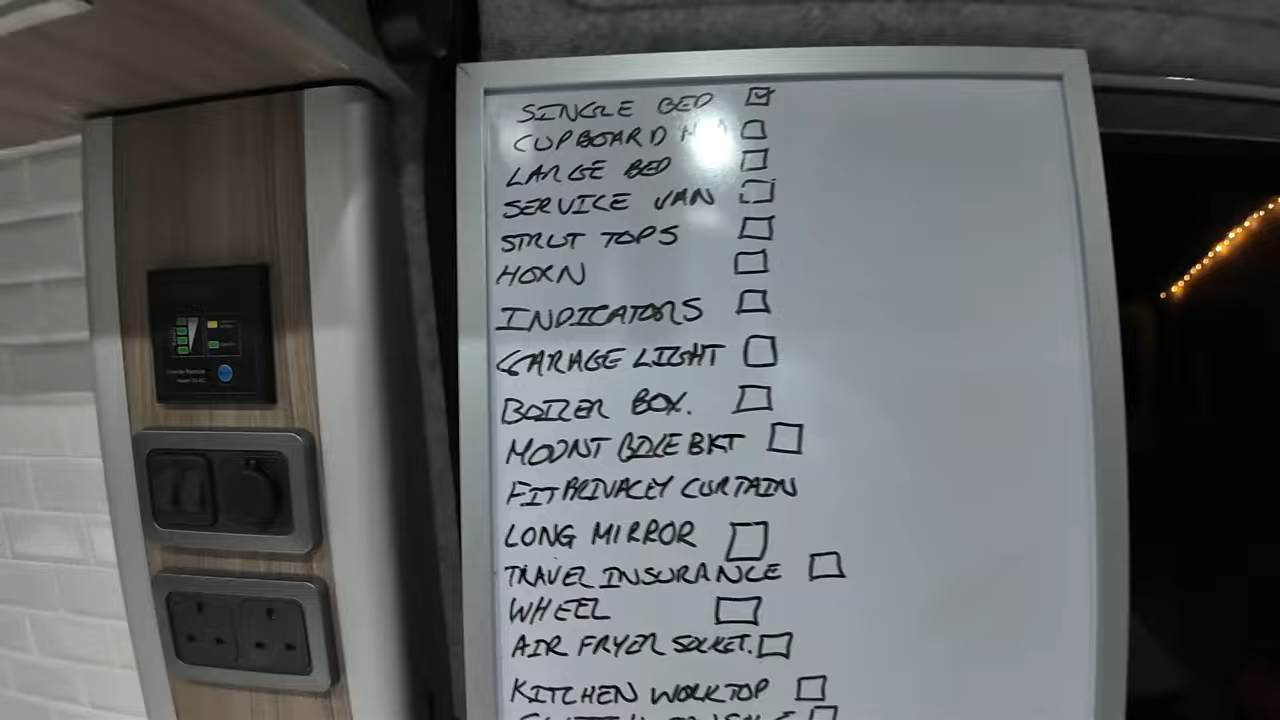 SINGLE BED
CUPBOARD
LARGE BED
SERVICE VAN
STRUT TOPS
HORN
INDICATORS
GARAGE LIGHT
BOILER BOX.
MOUNT BIKE BKT
FIT PRIVACY CURTAIN
LONG MIRROR
TRAVEL INSURANCE
WHEEL
AIR FRYER SOCKET.
KITCHEN WORKTOP